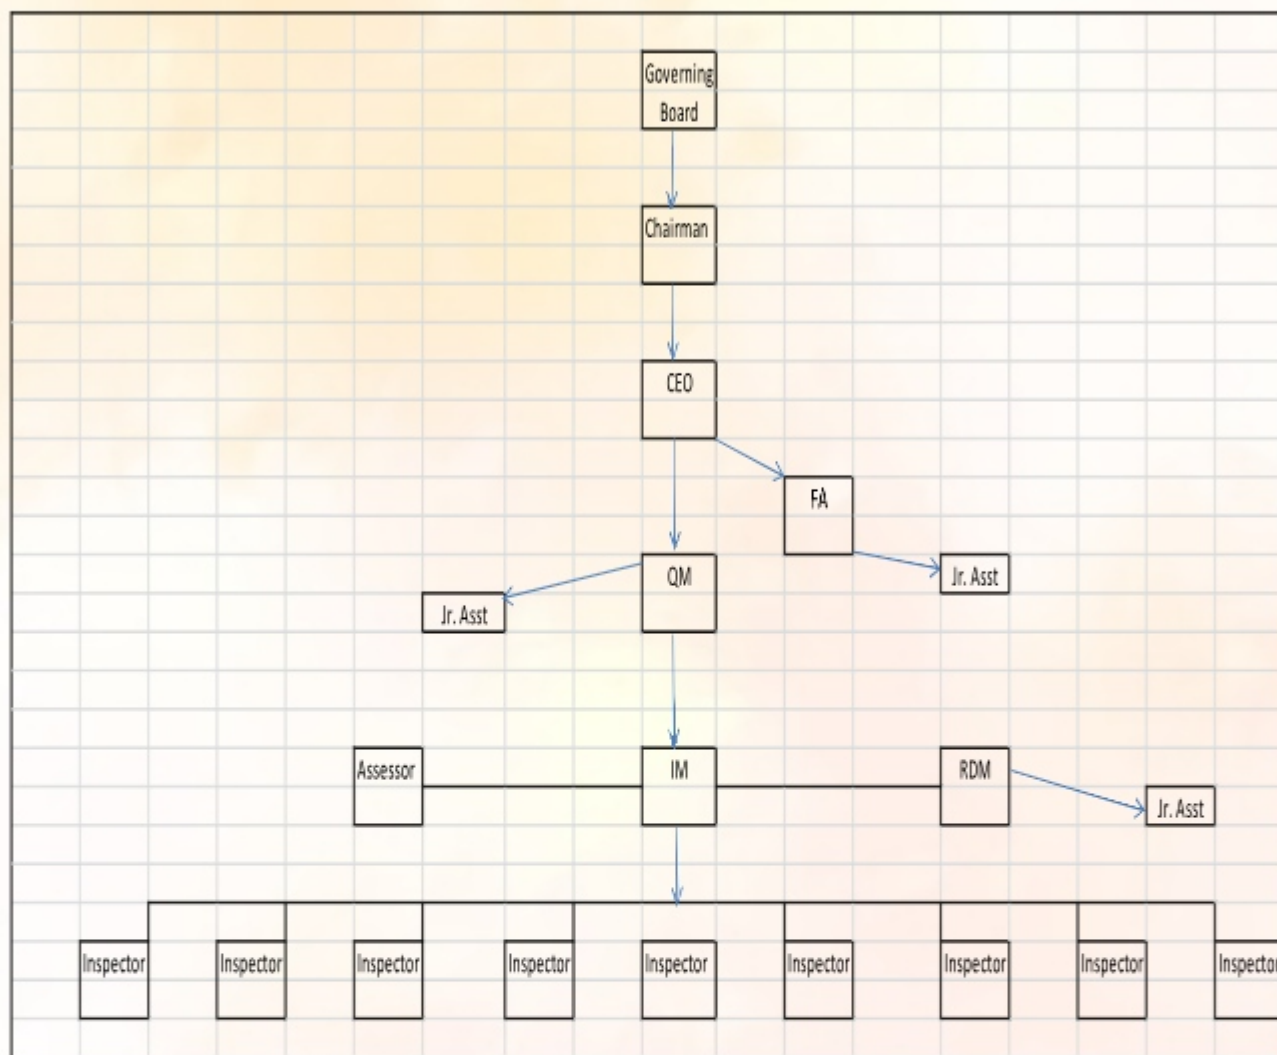 Governing
Board
Chairman
CEO
FA
QM
Jr. Asst
Jr. Asst
Assessor
IM
RDM
Jr. Asst
Inspector
Inspector
Inspector
Inspector
Inspector
Inspector
Inspector
Inspector
Inspector